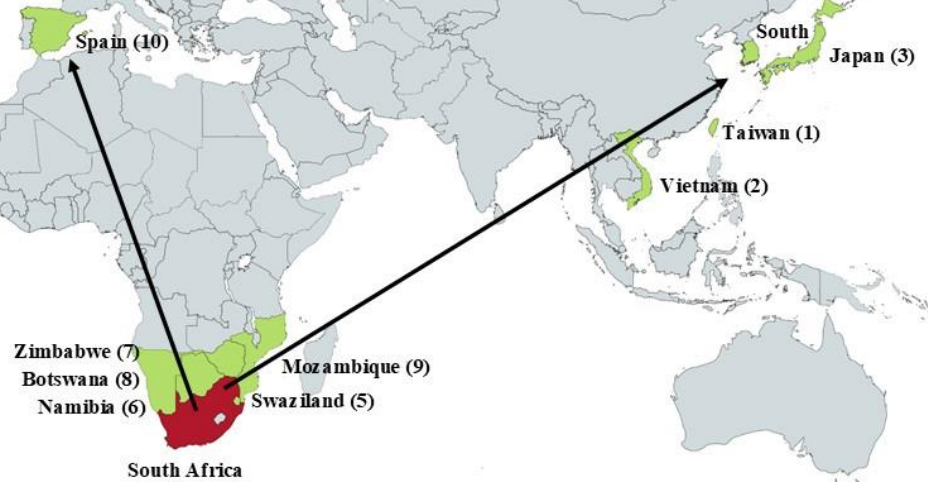 Spain (10)
South
Japan (3)
Taiwan (1)
Vietnam (2)
Zimbabwe (7)
Mozambique (9)
Botswana (8)
Swaziland (5)
Namibia (6)
South Africa